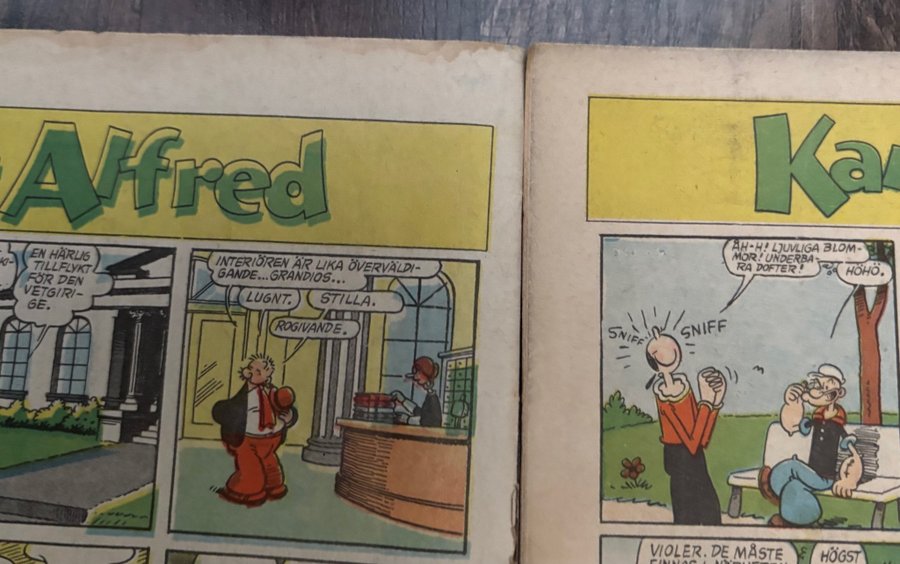 Alfred
EN HÄRLIG
TILLFLYKT
FÖR DEN
VETGIRI-
GE.
INTERIÖREN ÄR LIKA ÖVERVÄLDI-
GANDE...GRANDIOS...
LUGNT.
STILLA.
ROGIVANDE.
ÅH-H! LJUVLIGA BLOM-
MOR! UNDERBA-
RA DOFTER!
HÖHÖ.
SNIFF
SNIFF
VIOLER. DE MÅSTE
HÖGST